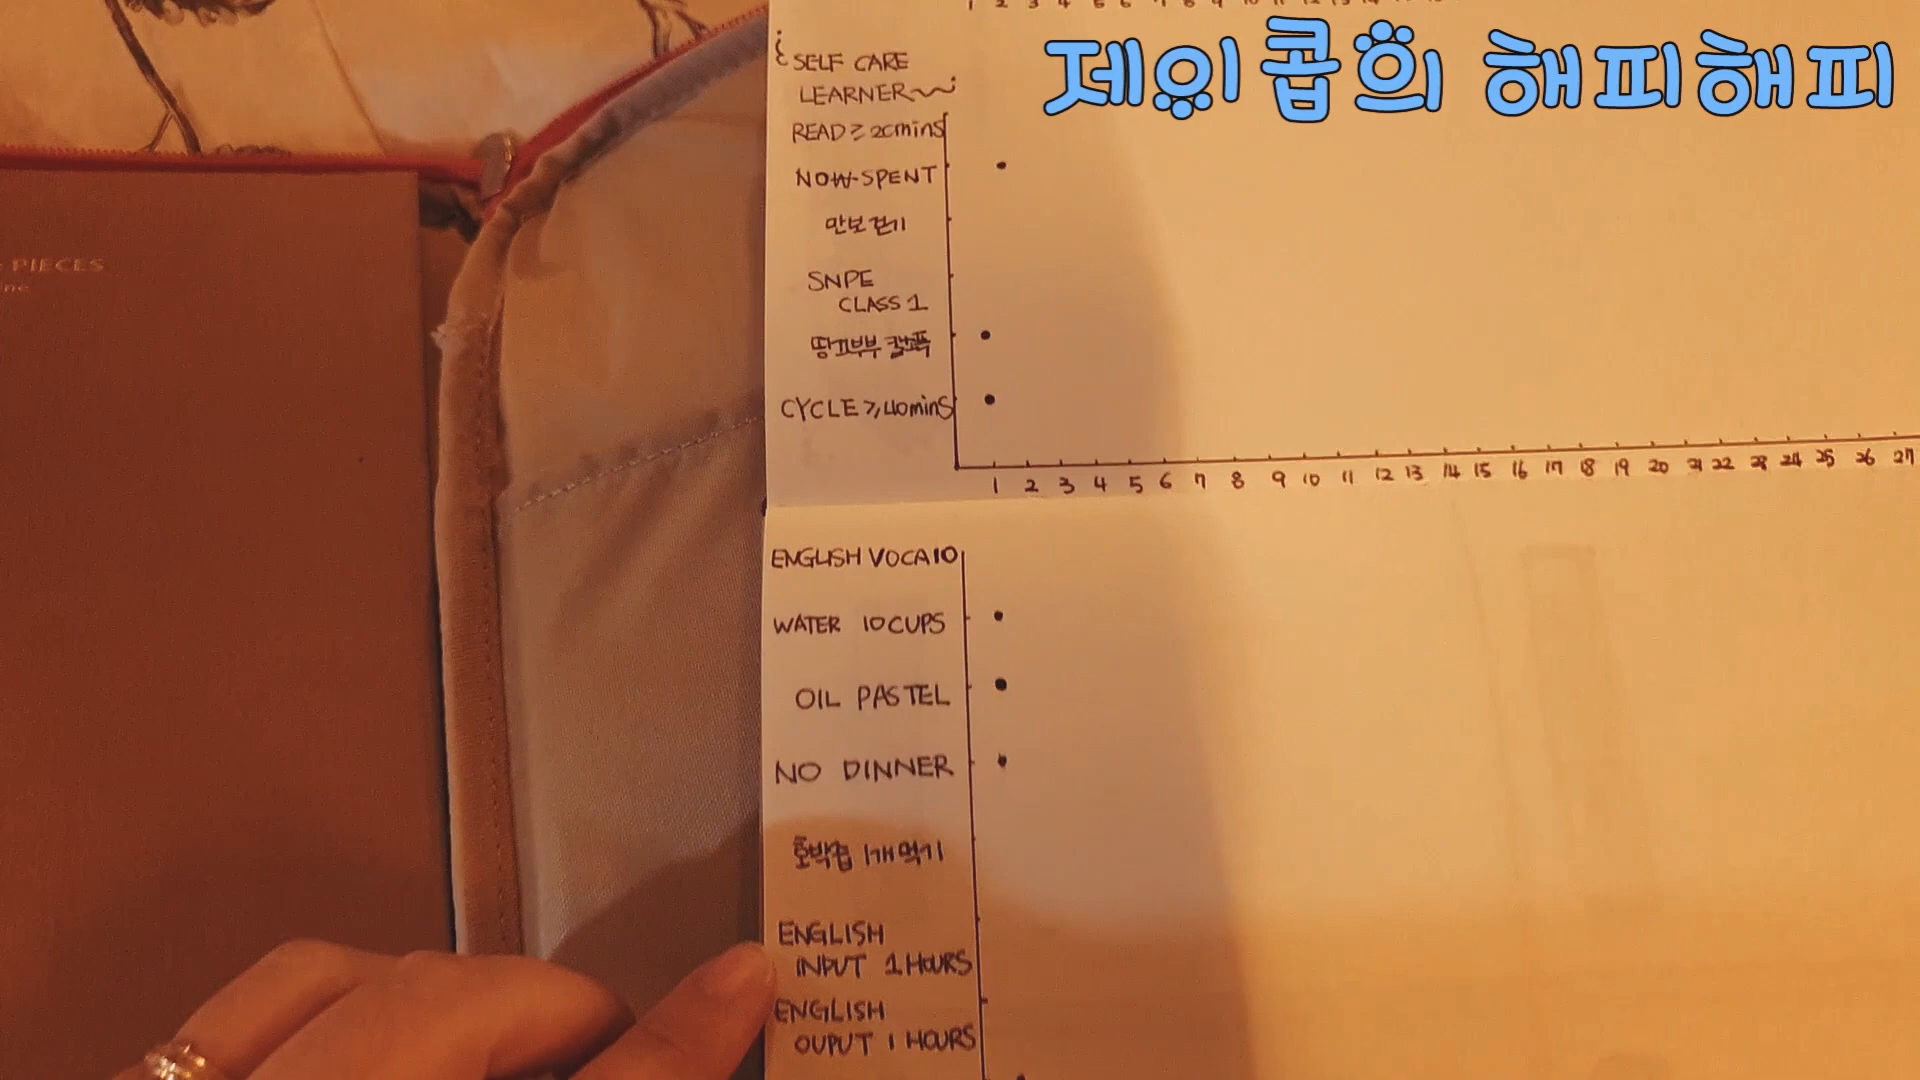 제이콥의 해피해피
PIECES
SELF CARE
LEARNER
READ ≥ 20mins
NOW-SPENT
만보걷기
SNPE
CLASS 1
땅끄부부 칼소폭
CYCLE ≥, 40mins
1 2 3 4 5 6 7 8 9 10 11 12 13 14 15 16 17 18 19 20 21 22 23 24 25 26 27
ENGLISH VOCA10
WATER 10CUPS
OIL PASTEL
NO DINNER
호박즙 1개 먹기
ENGLISH
INPUT 1 HOURS
ENGLISH
OUPUT 1 HOURS